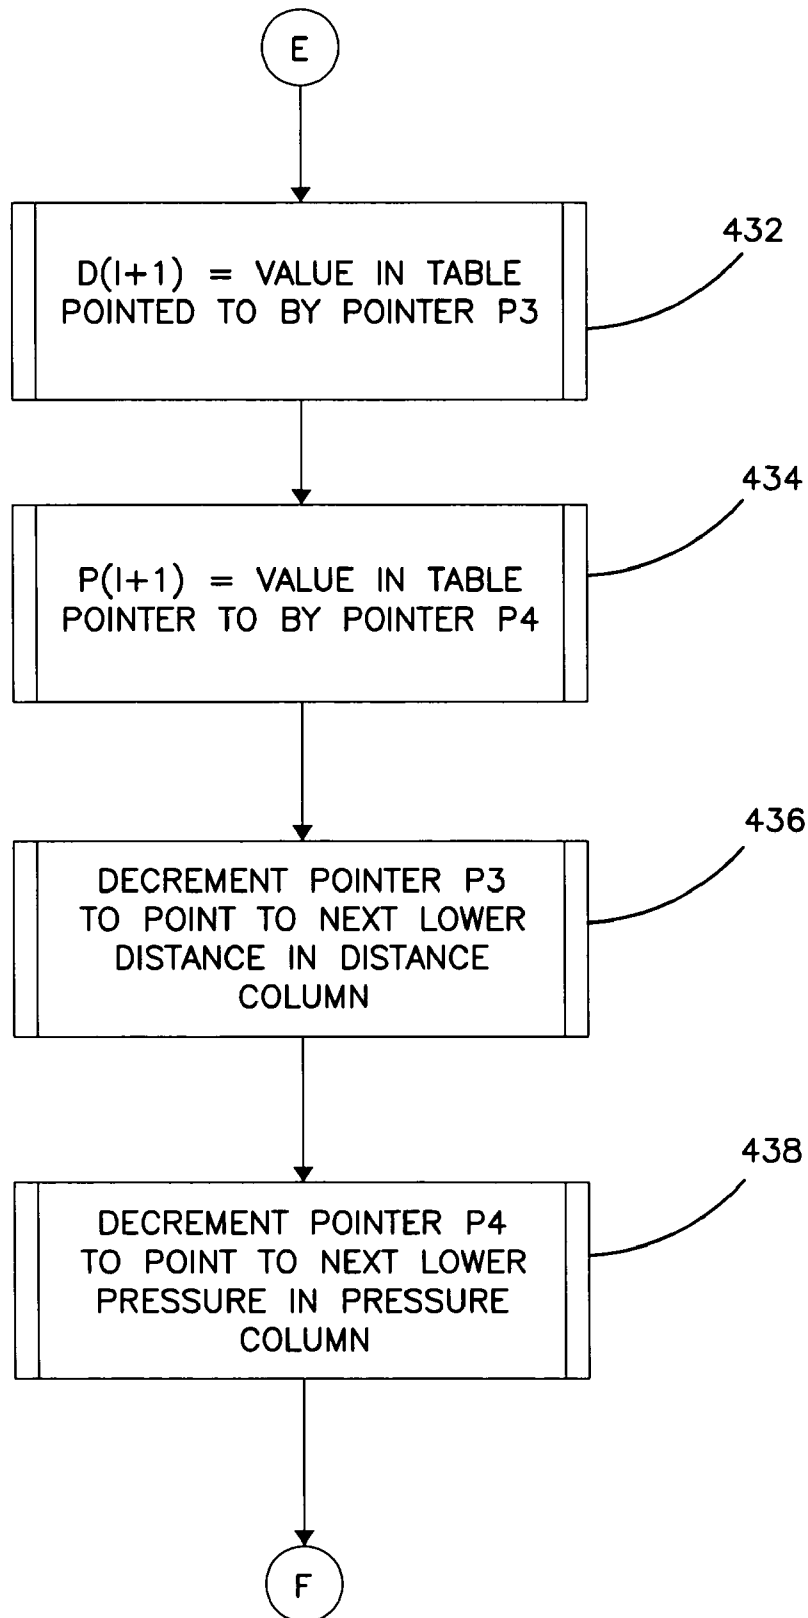 E
432
D(I+1) = VALUE IN TABLE
POINTED TO BY POINTER P3
434
P(I+1) = VALUE IN TABLE
POINTER TO BY POINTER P4
436
DECREMENT POINTER P3
TO POINT TO NEXT LOWER
DISTANCE IN DISTANCE
COLUMN
438
DECREMENT POINTER P4
TO POINT TO NEXT LOWER
PRESSURE IN PRESSURE
COLUMN
F